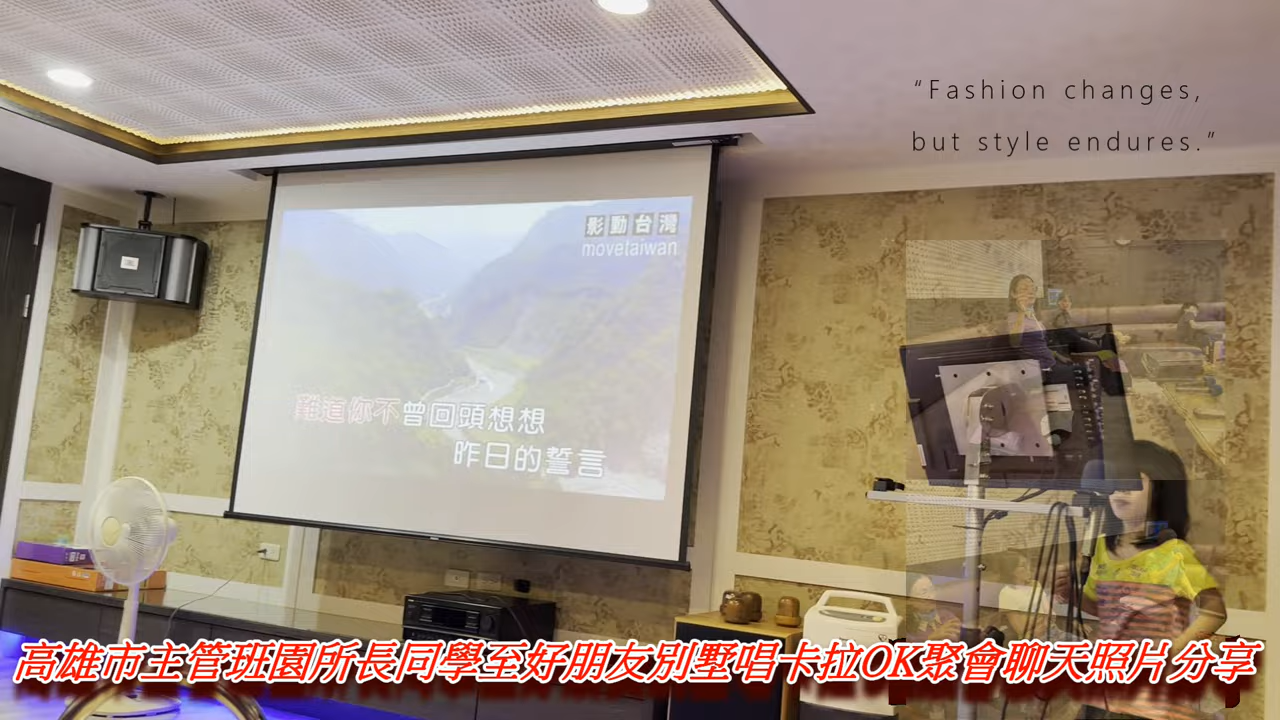 “Fashion changes,
but style endures.”
影動台灣
movetaiwan
難道你不曾回頭想想
昨日的誓言
JBL
高雄市主管班園所長同學至好朋友別墅唱卡拉OK聚會聊天照片分享